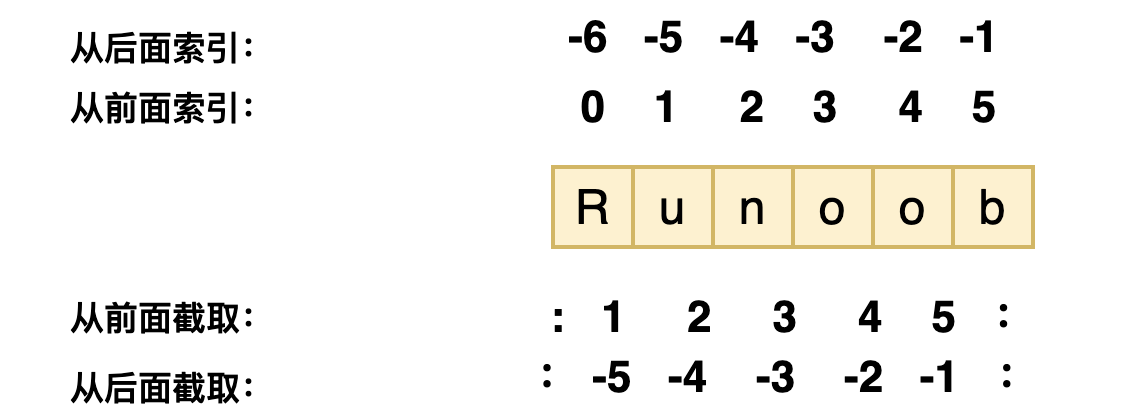 从后面索引： -6 -5 -4 -3 -2 -1
从前面索引： 0 1 2 3 4 5
R u n o o b
从前面截取： : 1 2 3 4 5 :
从后面截取： : -5 -4 -3 -2 -1 :